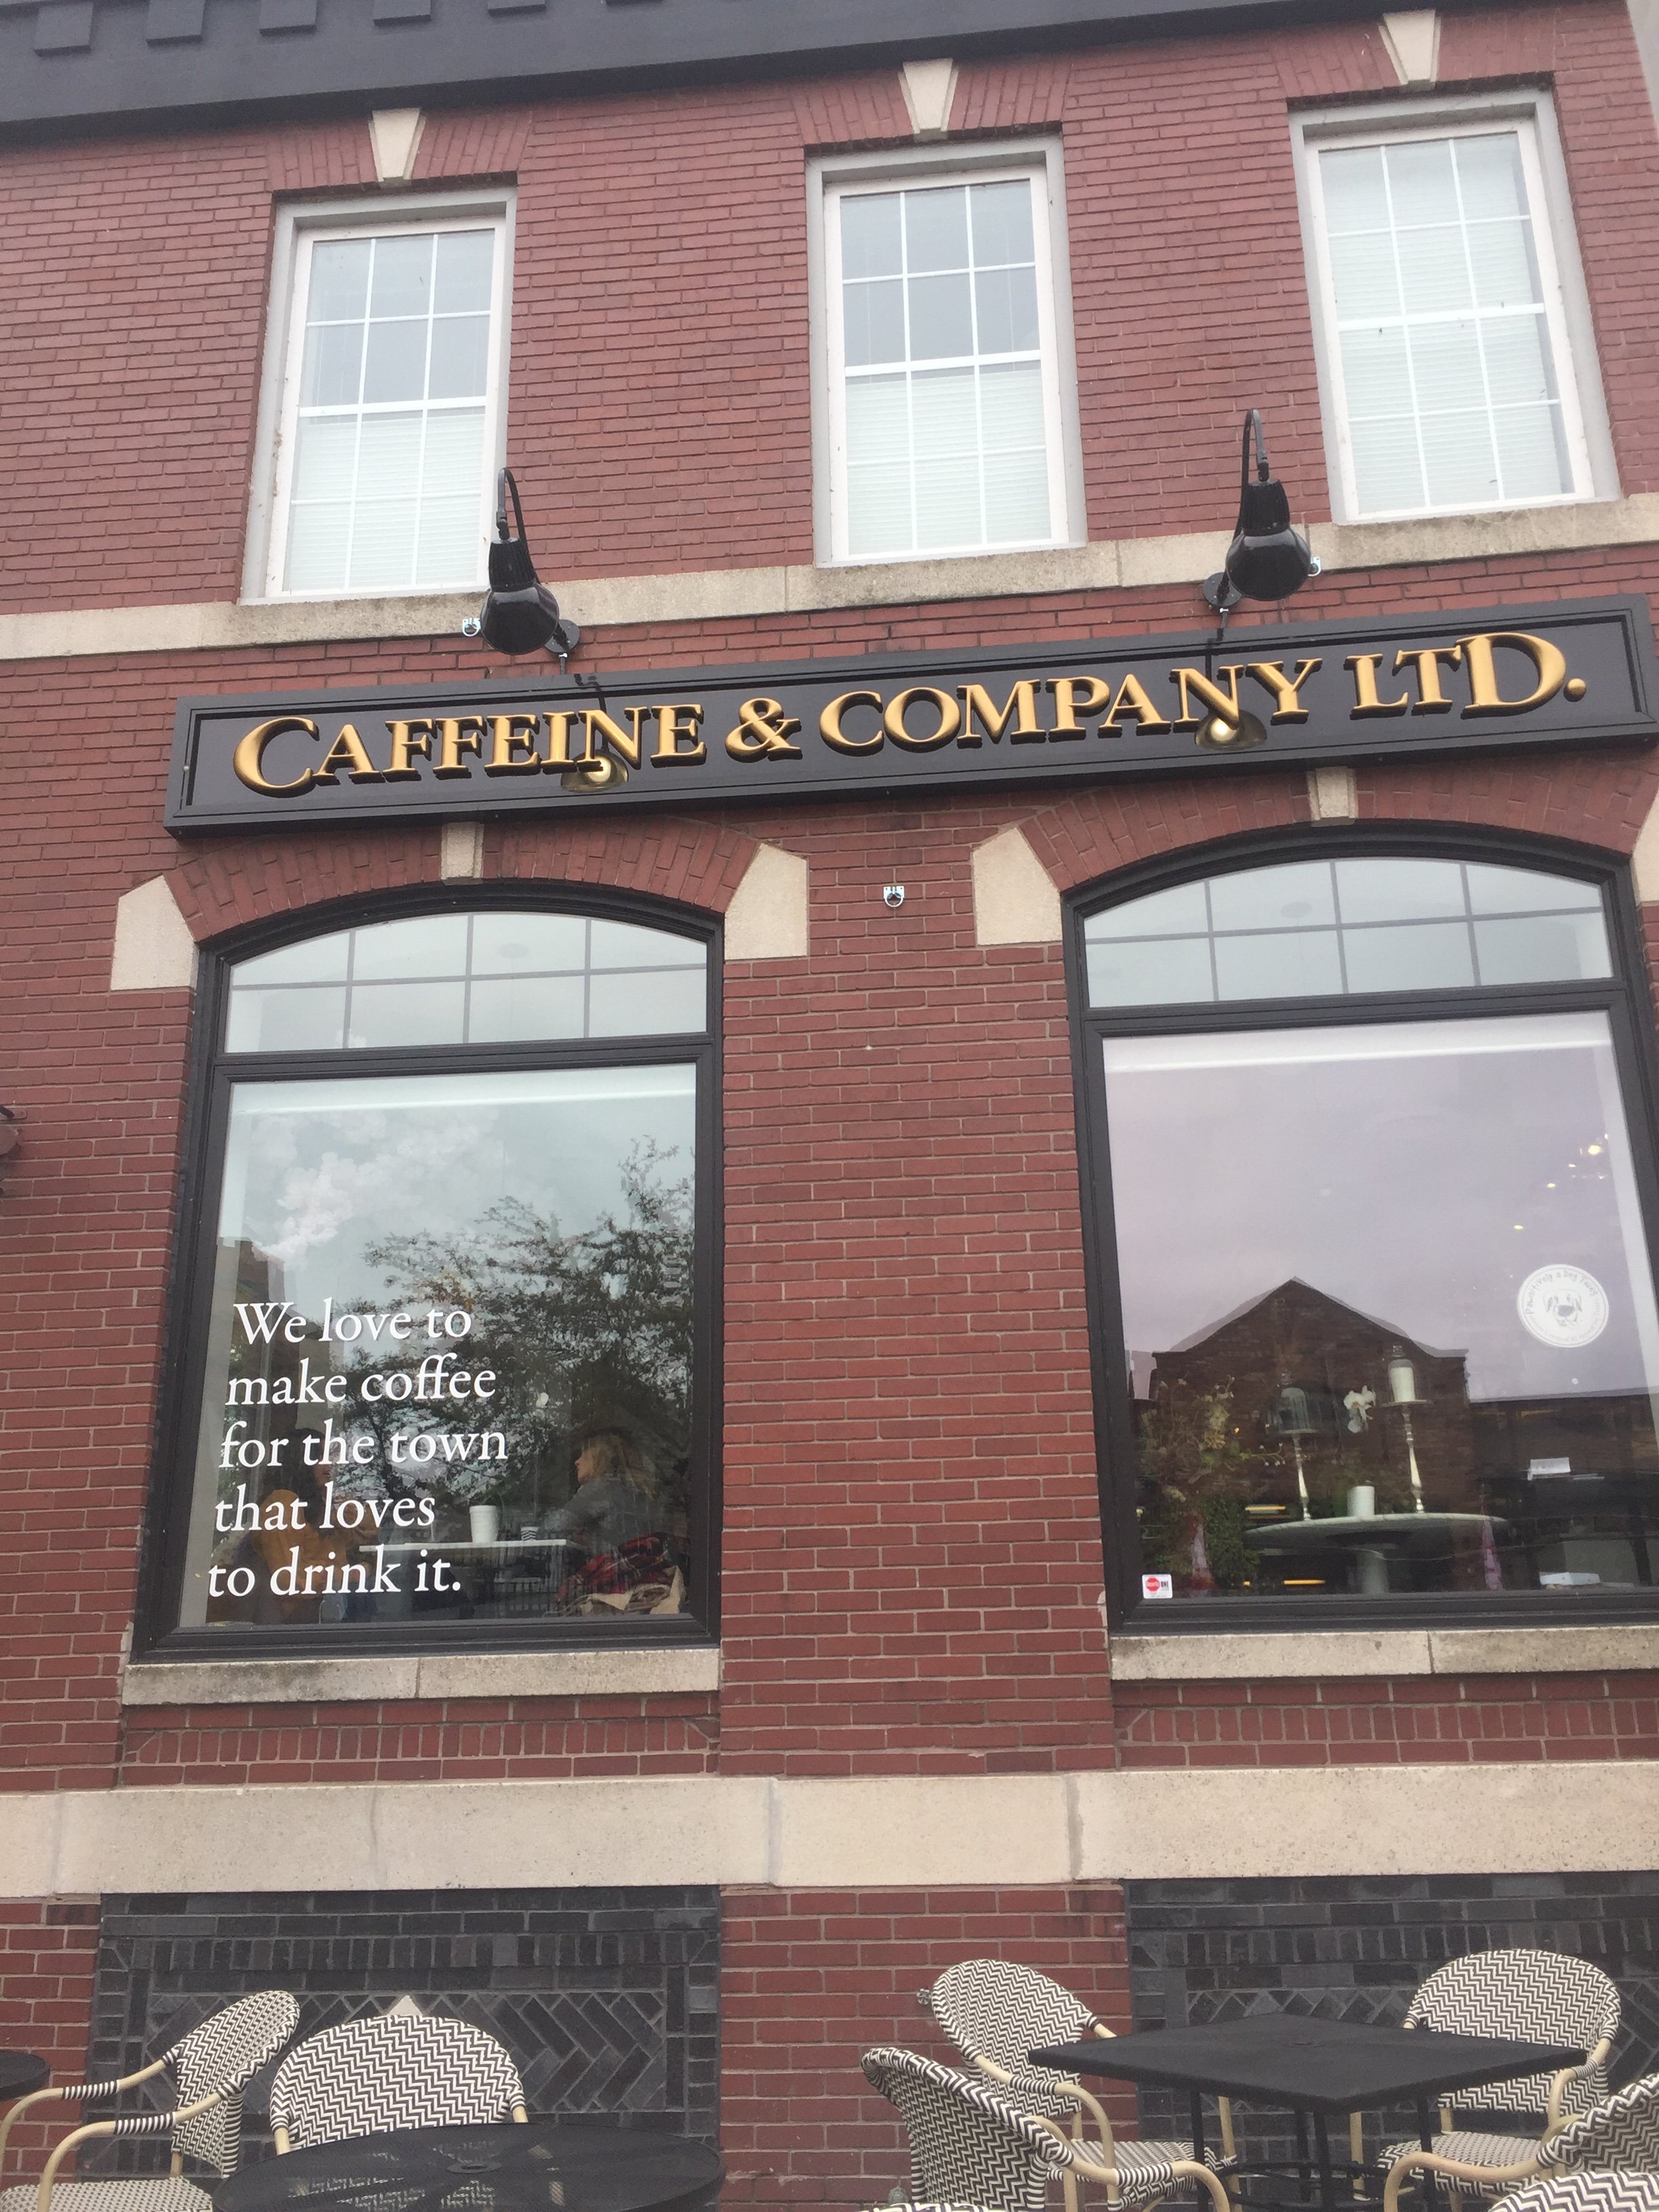 CAFFEINE & COMPANY LTD.
We love to
make coffee
for the town
that loves
to drink it.